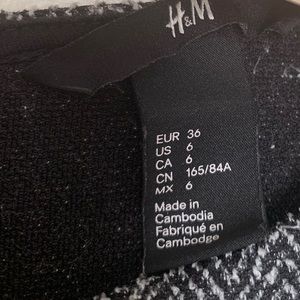 H&M
EUR 36
US 6
CA 6
CN 165/84A
MX 6
Made in
Cambodia
Fabriqué en
Cambodge